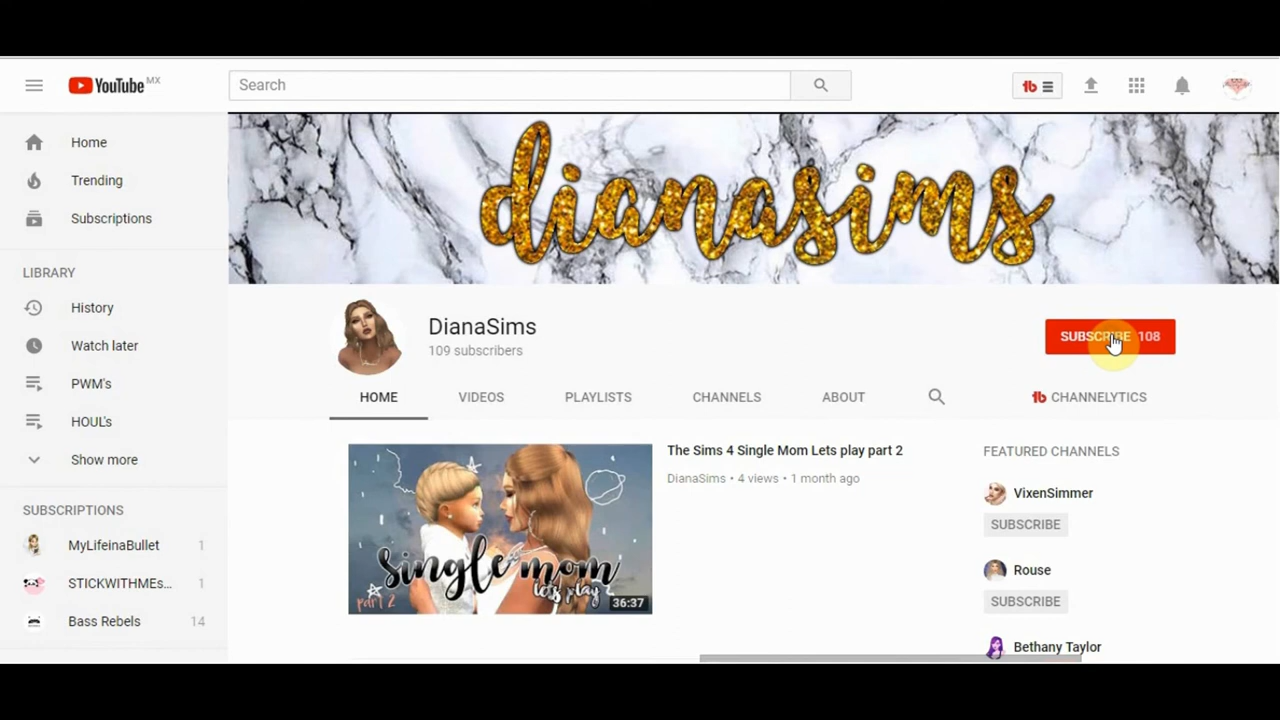 YouTube MX
Search
tb
Home
Trending
Subscriptions
LIBRARY
History
Watch later
PWM's
HOUL's
Show more
SUBSCRIPTIONS
MyLifeinaBullet 1
STICKWITHMEs... 1
Bass Rebels 14
dianasims
DianaSims
109 subscribers
SUBSCRIBE 108
HOME VIDEOS PLAYLISTS CHANNELS ABOUT
tb CHANNELYTICS
single mom
lets play
part 2
36:37
The Sims 4 Single Mom Lets play part 2
DianaSims • 4 views • 1 month ago
FEATURED CHANNELS
VixenSimmer
SUBSCRIBE
Rouse
SUBSCRIBE
Bethany Taylor